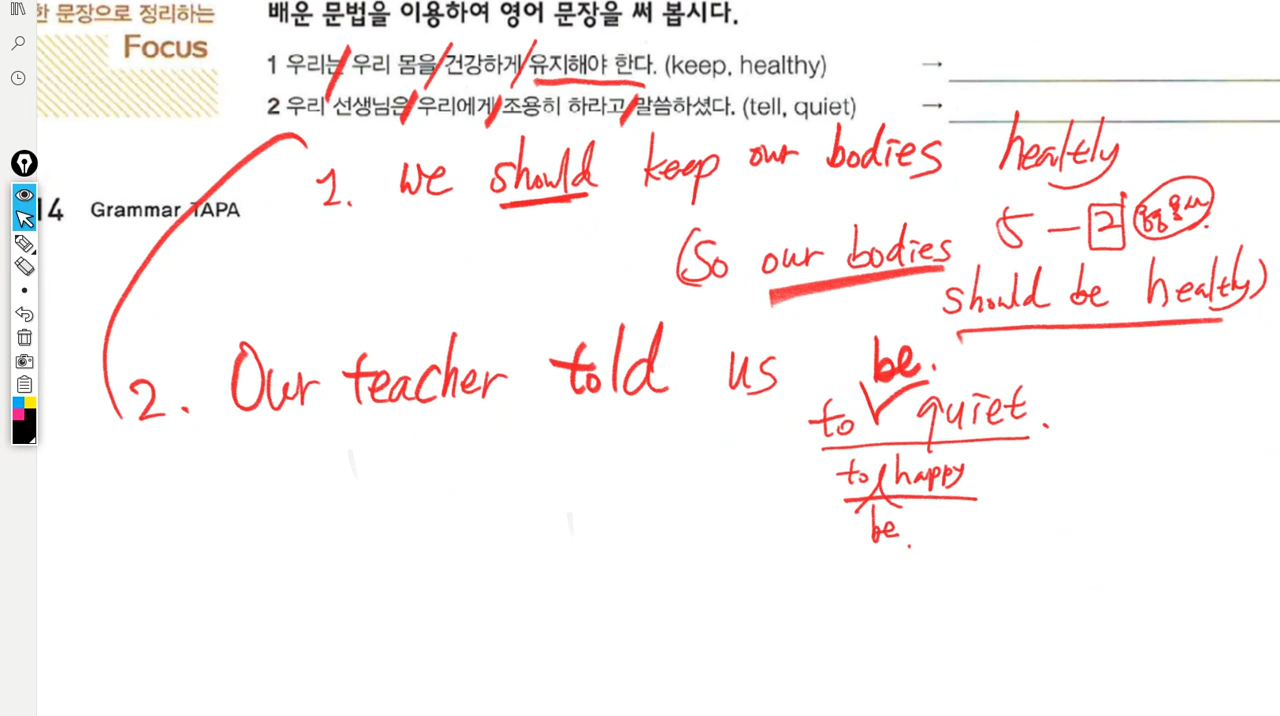 한 문장으로 정리하는
Focus
배운 문법을 이용하여 영어 문장을 써 봅시다.
1 우리는 우리 몸을 건강하게 유지해야 한다. (keep, healthy) →
2 우리 선생님은 우리에게 조용히 하라고 말씀하셨다. (tell, quiet) →
1. we should keep our bodies healthy
5 - 2
(So our bodies
should be healthy)
14 Grammar TAPA
2. Our teacher told us
be.
to quiet.
to happy
be.